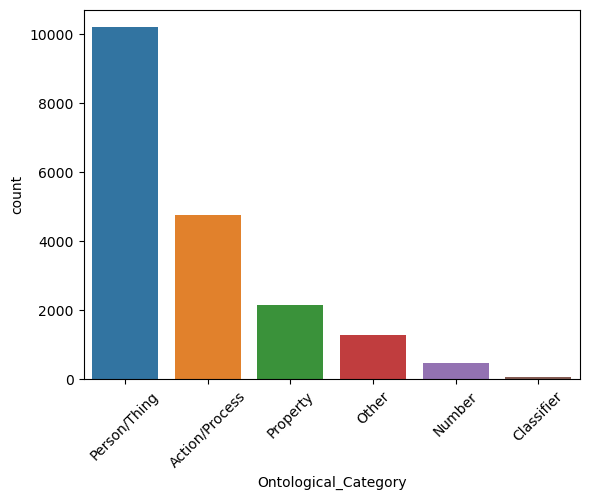 10000
8000
6000
4000
2000
0
count
Person/Thing
Action/Process
Property
Other
Number
Classifier
Ontological_Category